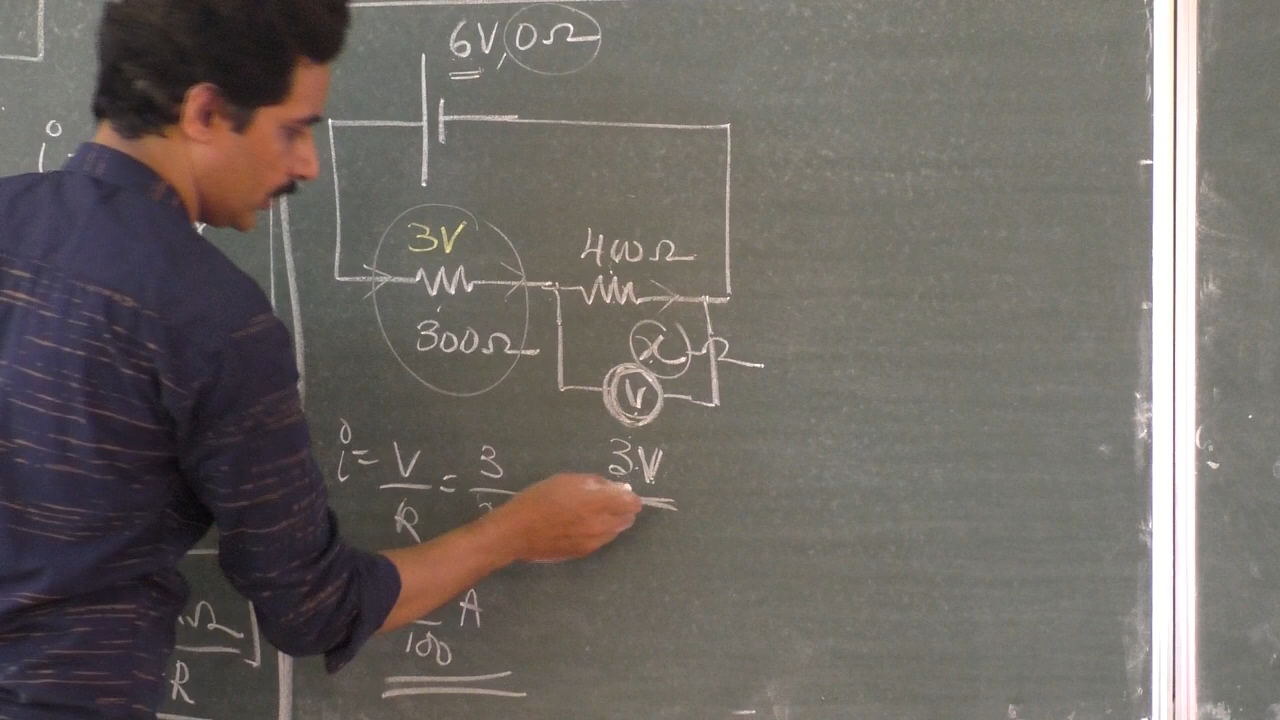 6V, 0Ω
i
3V
400Ω
300Ω
x Ω
V
3V
i = V/R = 3/
/100 A
Ω
R